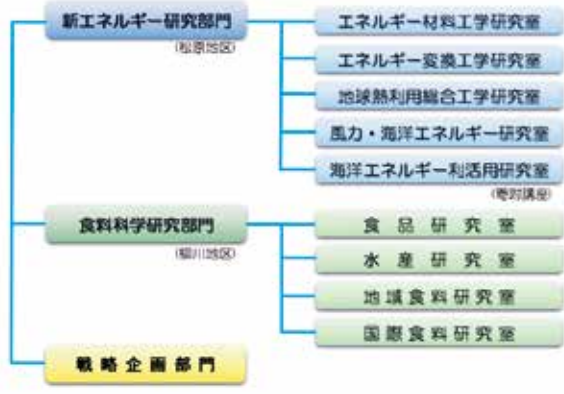 新エネルギー研究部門
(松原地区)
エネルギー材料工学研究室
エネルギー変換工学研究室
地球熱利用総合工学研究室
風力・海洋エネルギー研究室
海洋エネルギー利活用研究室
(寄附講座)
食料科学研究部門
(柳川地区)
食品研究室
水産研究室
地域食料研究室
国際食料研究室
戦略企画部門